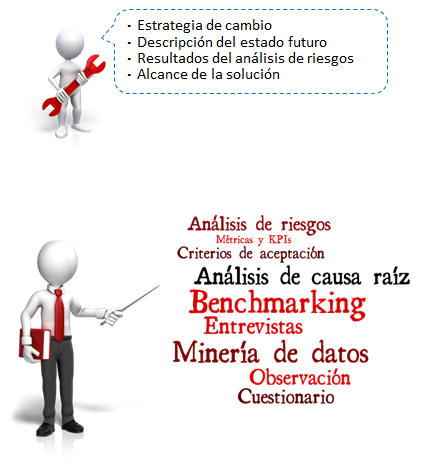 · Estrategia de cambio
· Descripción del estado futuro
· Resultados del análisis de riesgos
· Alcance de la solución
Análisis de riesgos
Métricas y KPIs
Criterios de aceptación
Análisis de causa raíz
Benchmarking
Entrevistas
Minería de datos
Observación
Cuestionario